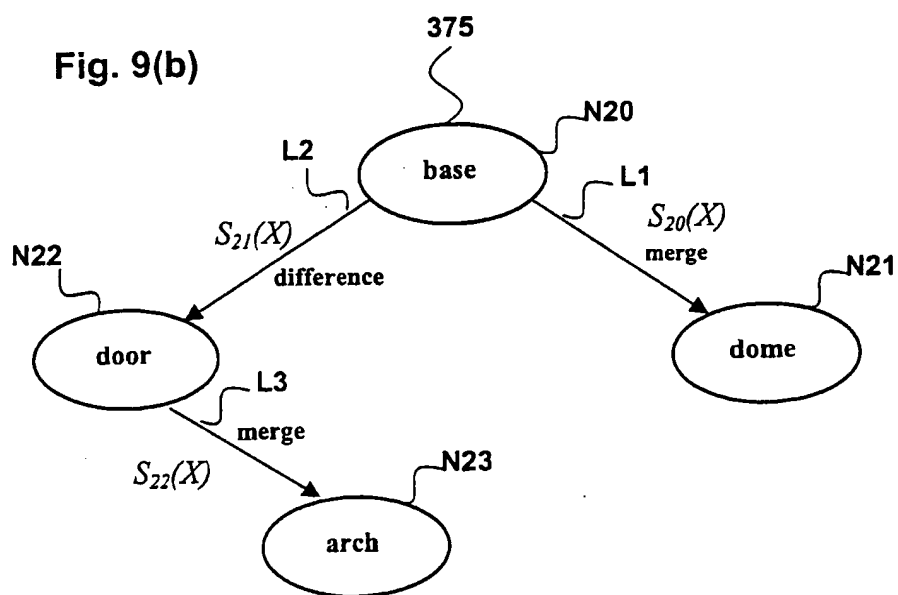 375
Fig. 9(b)
N20
L2
base
L1
S21(X)
S20(X)
merge
N22
difference
N21
door
dome
L3
merge
S22(X)
N23
arch